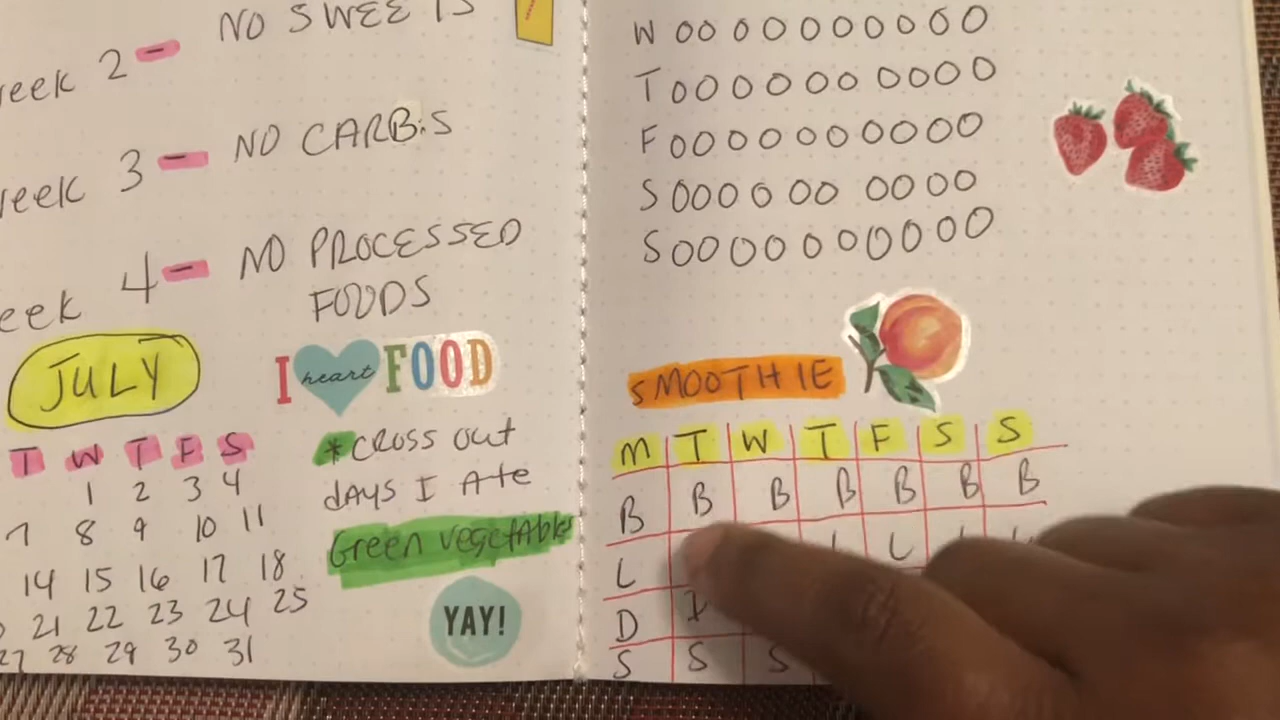 NO SWEETS
week 2 -
week 3 - NO CARBS
week 4 - NO PROCESSED
FOODS
JULY
I heart FOOD
T W T F S
1 2 3 4
7 8 9 10 11
14 15 16 17 18
21 22 23 24 25
27 28 29 30 31
*CROSS OUT
DAYS I Ate
Green vegetables
YAY!
W O O O O O O O O O O
T O O O O O O O O O O
F O O O O O O O O O O
S O O O O O O O O O O
S O O O O O O O O O O
SMOOTHIE
M T W T F S S
B B B B B B B
L L L
D
S S S